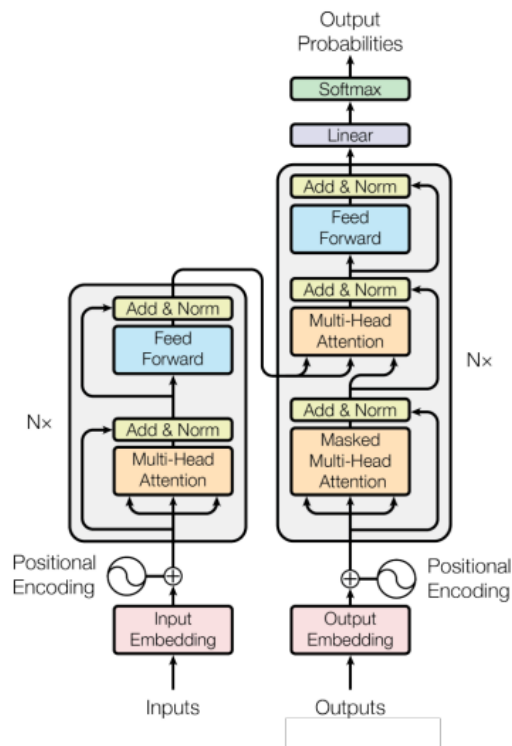 Output
Probabilities
Softmax
Linear
Add & Norm
Feed
Forward
Add & Norm
Multi-Head
Attention
Add & Norm
Masked
Multi-Head
Attention
N×
Add & Norm
Feed
Forward
Add & Norm
Multi-Head
Attention
N×
Positional
Encoding
Positional
Encoding
Input
Embedding
Output
Embedding
Inputs
Outputs